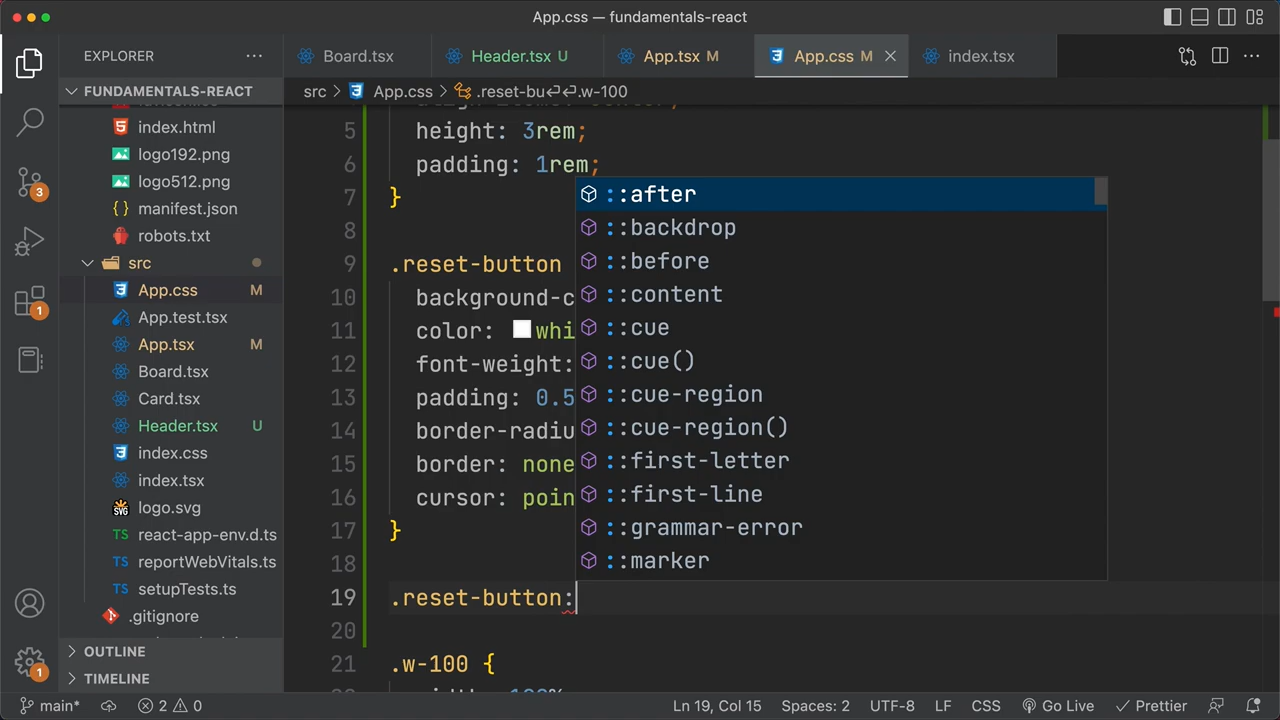 App.css — fundamentals-react
EXPLORER
Board.tsx
Header.tsx U
App.tsx M
App.css M
index.tsx
FUNDAMENTALS-REACT
src > App.css > .reset-bu↩↩.w-100
index.html
logo192.png
logo512.png
manifest.json
robots.txt
src
App.css M
App.test.tsx
App.tsx M
Board.tsx
Card.tsx
Header.tsx U
index.css
index.tsx
logo.svg
react-app-env.d.ts
reportWebVitals.ts
setupTests.ts
.gitignore
OUTLINE
TIMELINE
3
1
1
5 height: 3rem;
6 padding: 1rem;
7 }
8
9 .reset-button
10 background-c
11 color: whi
12 font-weight:
13 padding: 0.5
14 border-radiu
15 border: none
16 cursor: poin
17 }
18
19 .reset-button:
20
21 .w-100 {
::after
::backdrop
::before
::content
::cue
::cue()
::cue-region
::cue-region()
::first-letter
::first-line
::grammar-error
::marker
main* 2 0 Ln 19, Col 15 Spaces: 2 UTF-8 LF CSS Go Live Prettier